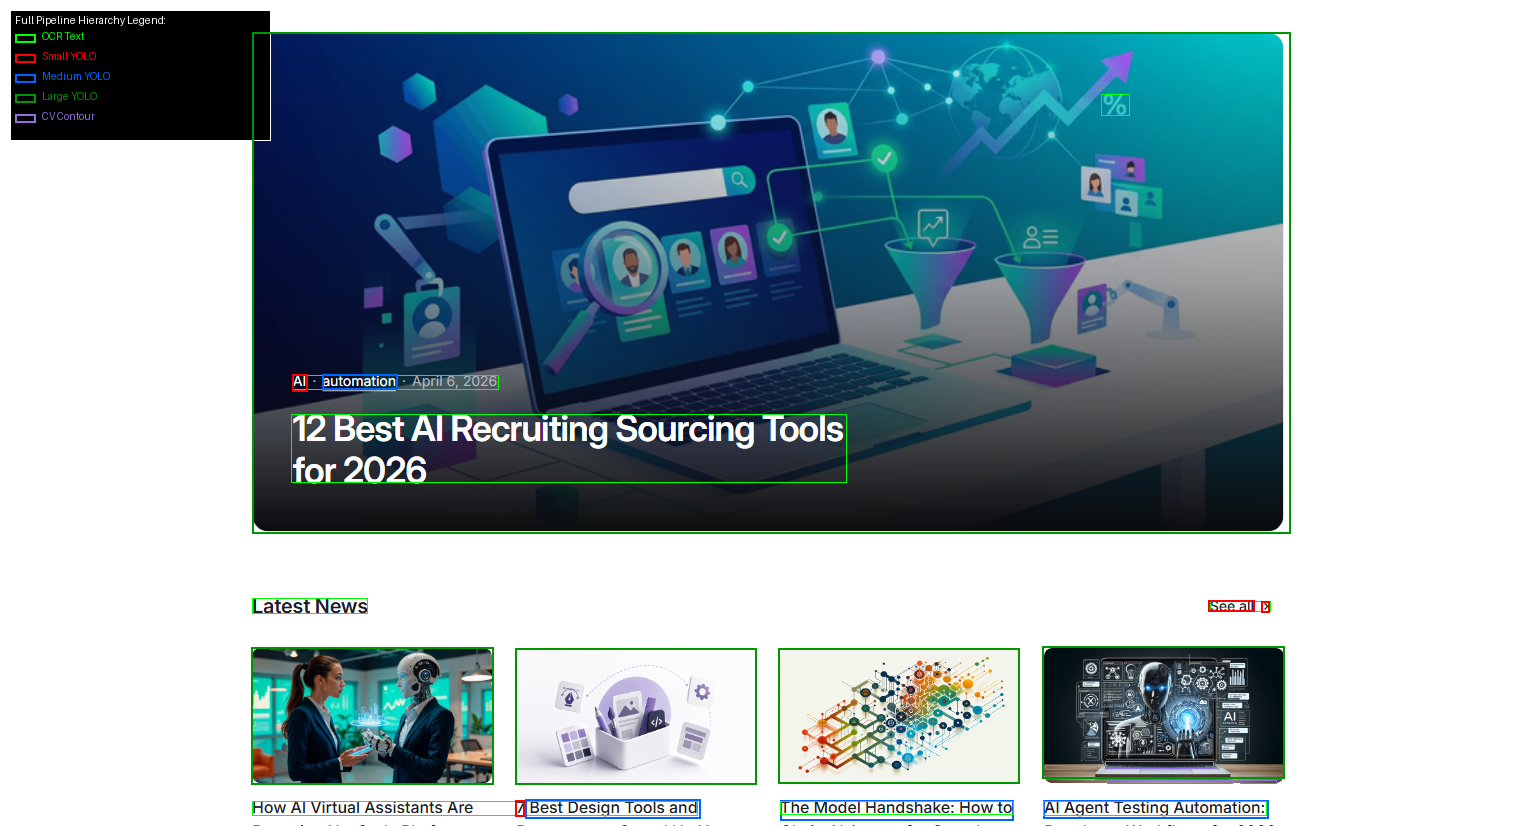 Full Pipeline Hierarchy Legend:
OCR Text
Small YOLO
Medium YOLO
Large YOLO
CV Contour
%
AI · automation · April 6, 2026
12 Best AI Recruiting Sourcing Tools
for 2026
Latest News
See all
AI
How AI Virtual Assistants Are
7 Best Design Tools and
The Model Handshake: How to
AI Agent Testing Automation: